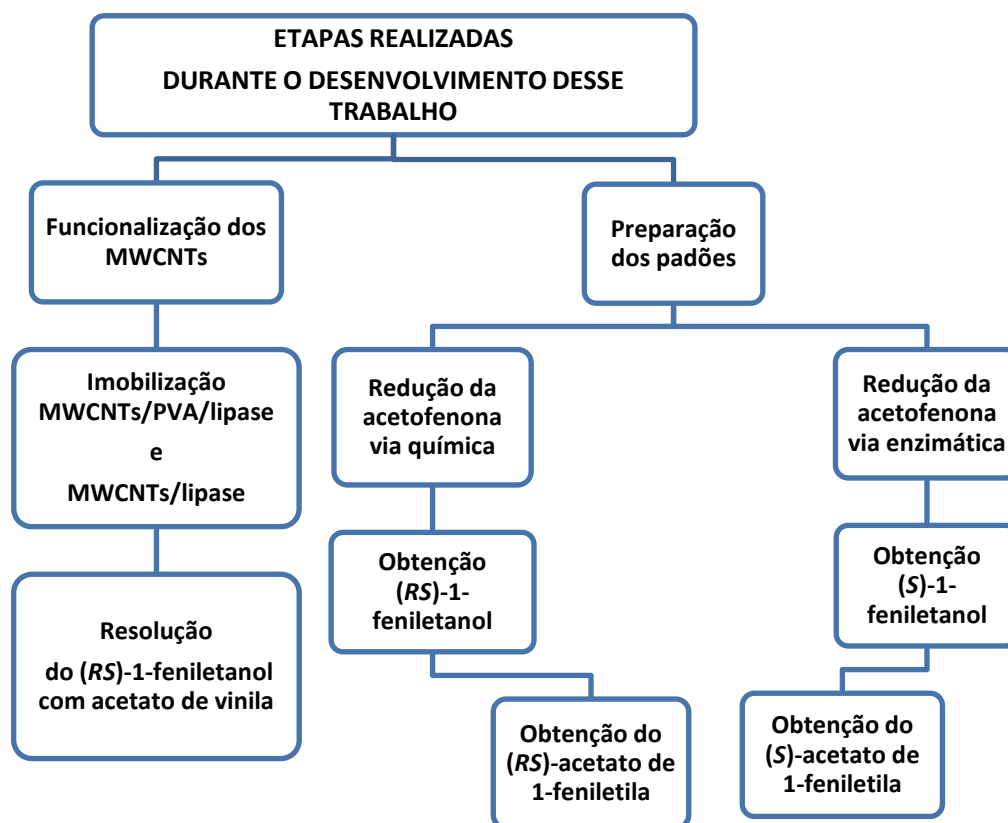 ETAPAS REALIZADAS
DURANTE O DESENVOLVIMENTO DESSE
TRABALHO
Funcionalização dos
MWCNTs
Preparação
dos padões
Imobilização
MWCNTs/PVA/lipase
e
MWCNTs/lipase
Redução da
acetofenona
via química
Redução da
acetofenona
via enzimática
Resolução
do (RS)-1-feniletanol
com acetato de vinila
Obtenção
(RS)-1-
feniletanol
Obtenção
(S)-1-
feniletanol
Obtenção do
(RS)-acetato de
1-feniletila
Obtenção do
(S)-acetato de
1-feniletila